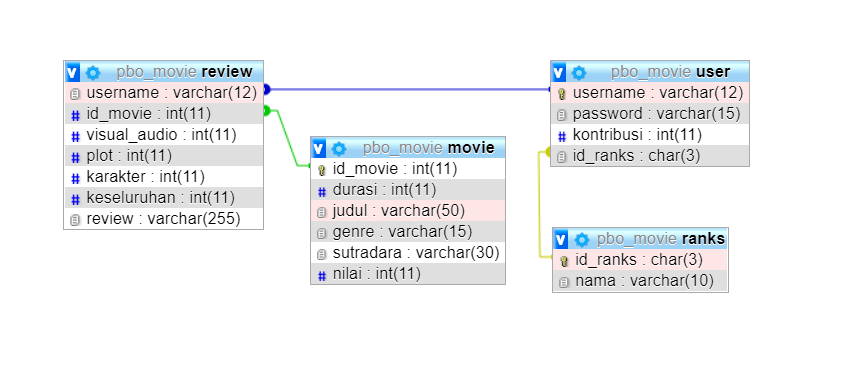 pbo_movie review
username : varchar(12)
id_movie : int(11)
visual_audio : int(11)
plot : int(11)
karakter : int(11)
keseluruhan : int(11)
review : varchar(255)
pbo_movie movie
id_movie : int(11)
durasi : int(11)
judul : varchar(50)
genre : varchar(15)
sutradara : varchar(30)
nilai : int(11)
pbo_movie user
username : varchar(12)
password : varchar(15)
kontribusi : int(11)
id_ranks : char(3)
pbo_movie ranks
id_ranks : char(3)
nama : varchar(10)